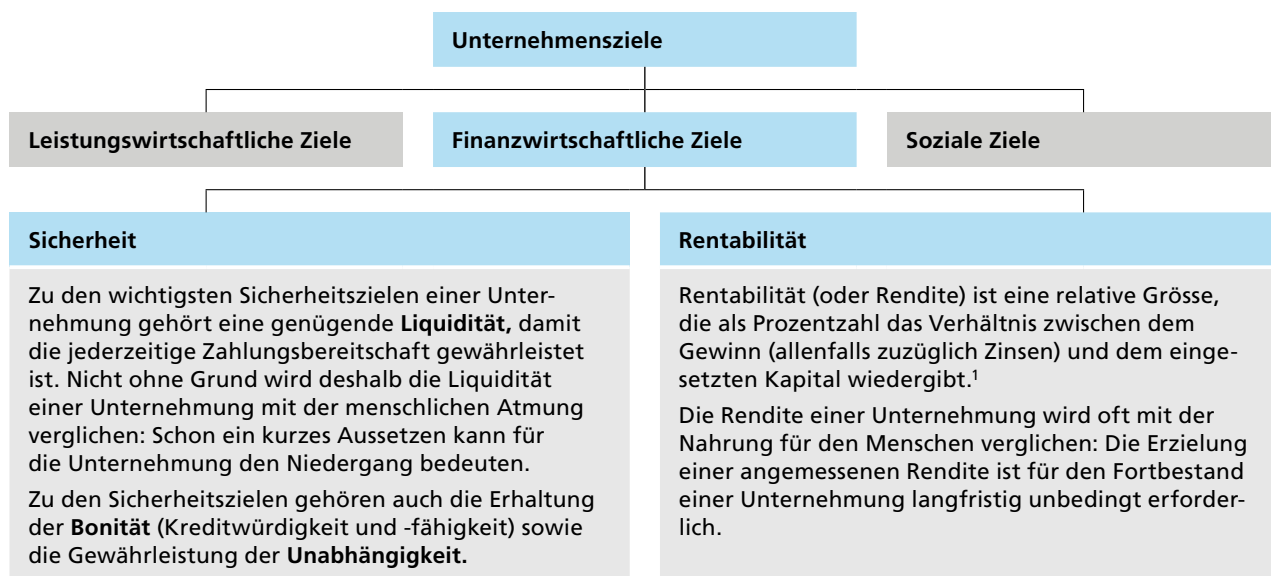 Unternehmensziele
Leistungswirtschaftliche Ziele
Finanzwirtschaftliche Ziele
Soziale Ziele
Sicherheit
Zu den wichtigsten Sicherheitszielen einer Unter-
nehmung gehört eine genügende Liquidität, damit
die jederzeitige Zahlungsbereitschaft gewährleistet
ist. Nicht ohne Grund wird deshalb die Liquidität
einer Unternehmung mit der menschlichen Atmung
verglichen: Schon ein kurzes Aussetzen kann für
die Unternehmung den Niedergang bedeuten.
Zu den Sicherheitszielen gehören auch die Erhaltung
der Bonität (Kreditwürdigkeit und -fähigkeit) sowie
die Gewährleistung der Unabhängigkeit.
Rentabilität
Rentabilität (oder Rendite) ist eine relative Grösse,
die als Prozentzahl das Verhältnis zwischen dem
Gewinn (allenfalls zuzüglich Zinsen) und dem einge-
setzten Kapital wiedergibt.¹
Die Rendite einer Unternehmung wird oft mit der
Nahrung für den Menschen verglichen: Die Erzielung
einer angemessenen Rendite ist für den Fortbestand
einer Unternehmung langfristig unbedingt erforder-
lich.